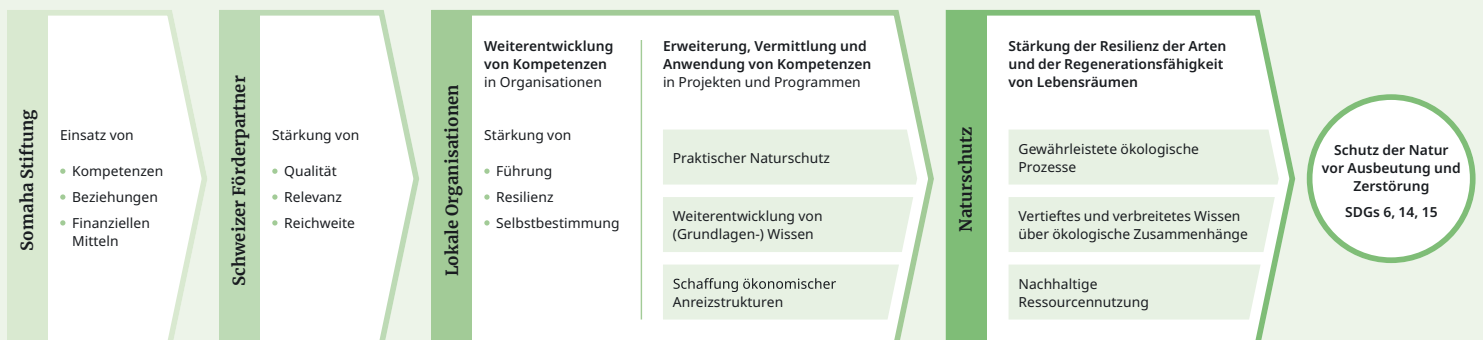 Somaha Stiftung
Einsatz von
Kompetenzen
Beziehungen
Finanziellen
Mitteln
Schweizer Förderpartner
Stärkung von
Qualität
Relevanz
Reichweite
Lokale Organisationen
Weiterentwicklung
von Kompetenzen
in Organisationen
Stärkung von
Führung
Resilienz
Selbstbestimmung
Erweiterung, Vermittlung und
Anwendung von Kompetenzen
in Projekten und Programmen
Praktischer Naturschutz
Weiterentwicklung von
(Grundlagen-) Wissen
Schaffung ökonomischer
Anreizstrukturen
Naturschutz
Stärkung der Resilienz der Arten
und der Regenerationsfähigkeit
von Lebensräumen
Gewährleistete ökologische
Prozesse
Vertieftes und verbreitetes Wissen
über ökologische Zusammenhänge
Nachhaltige
Ressourcennutzung
Schutz der Natur
vor Ausbeutung und
Zerstörung
SDGs 6, 14, 15